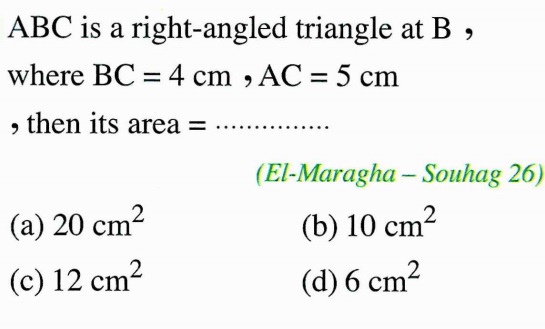 ABC is a right-angled triangle at B ,
where BC = 4 cm , AC = 5 cm
, then its area = ...............
(El-Maragha – Souhag 26)
(a) 20 cm²
(b) 10 cm²
(c) 12 cm²
(d) 6 cm²